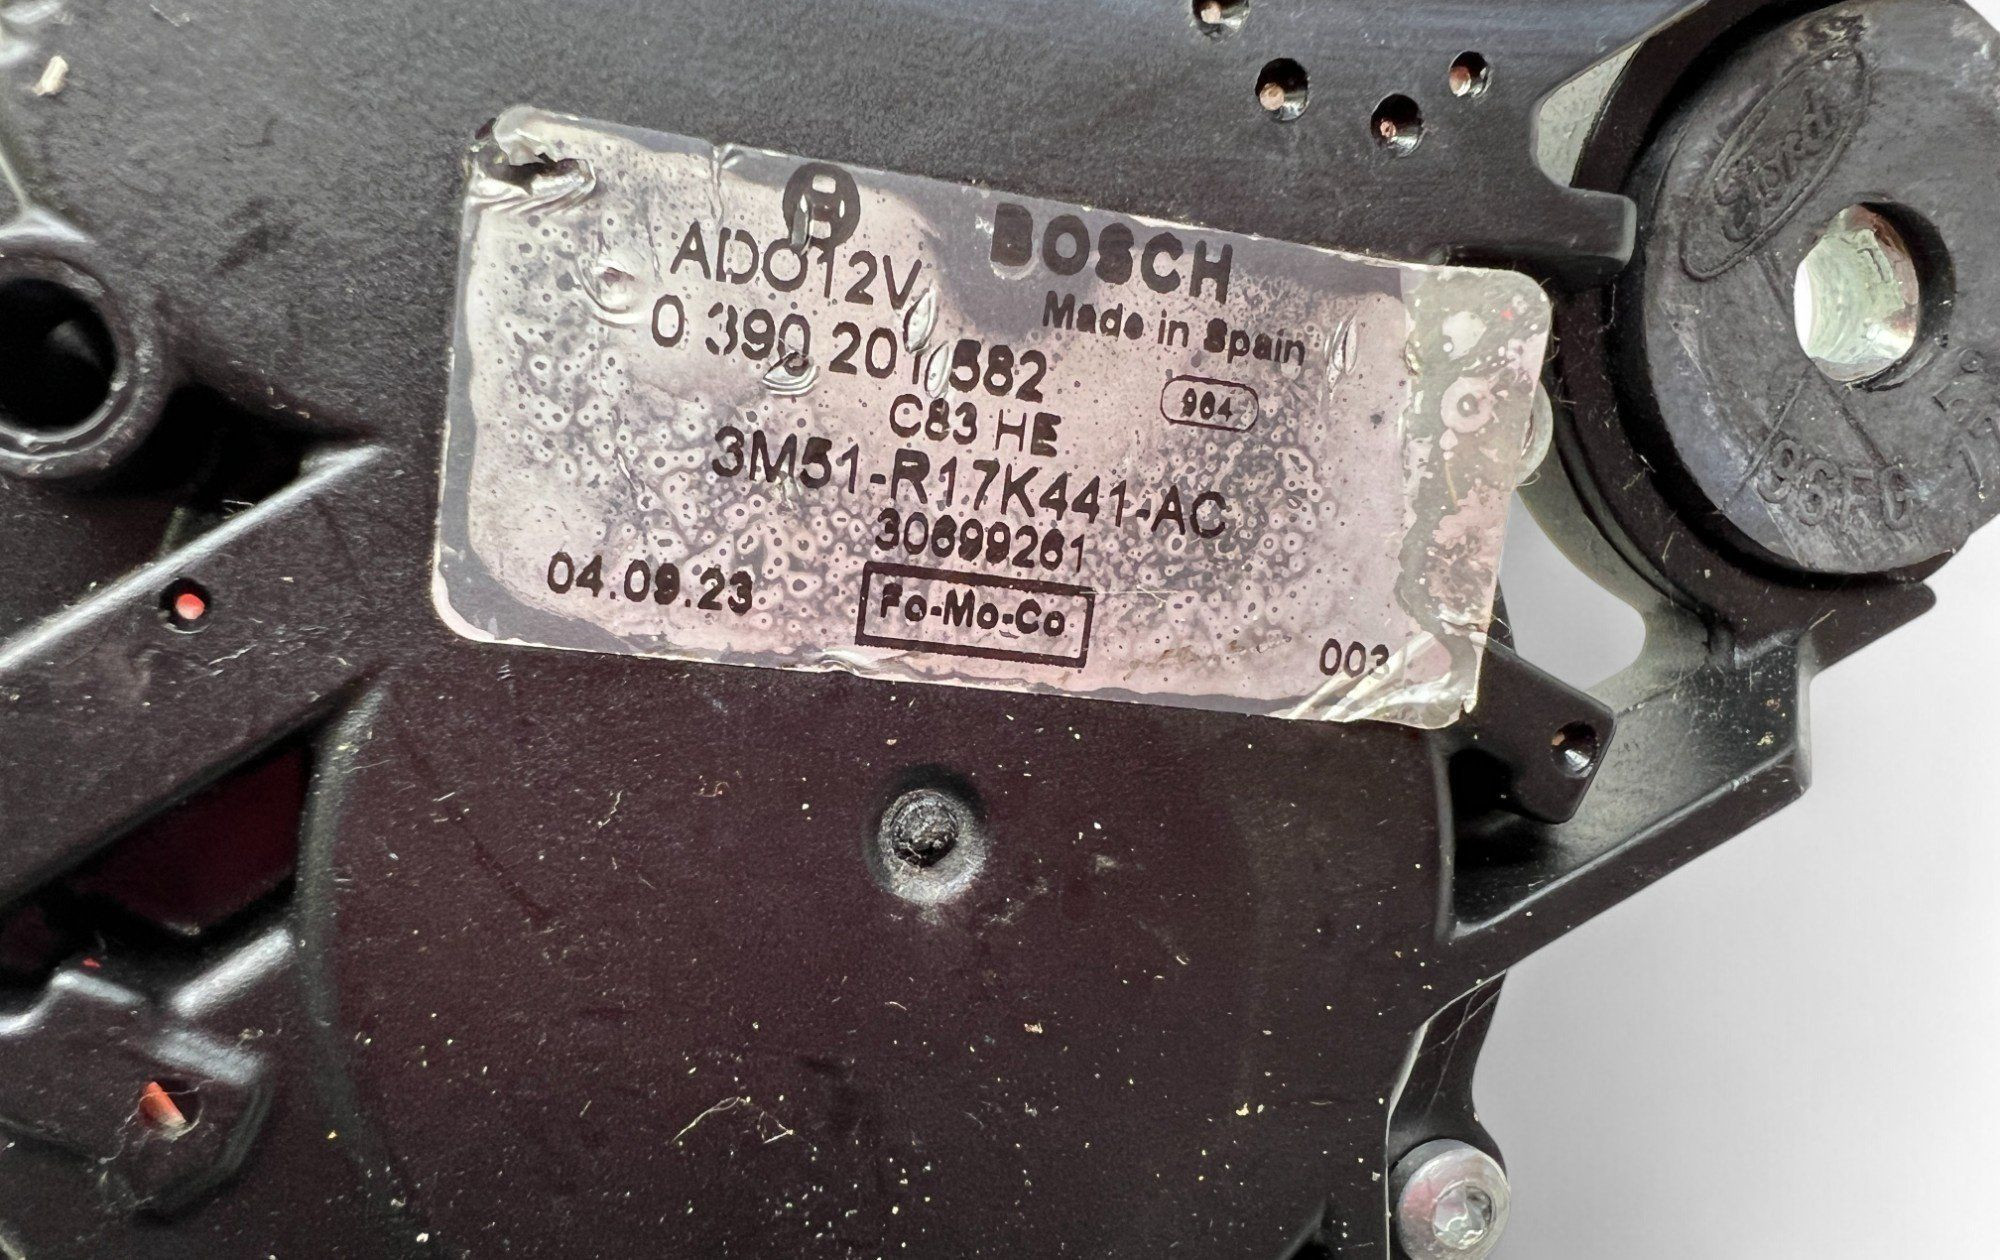 BOSCH
ADO12V
Made in Spain
0 390 201 582
964
C83 HE
3M51-R17K441-AC
30699261
04.09.23
Fo-Mo-Co
003
Ford
96FG